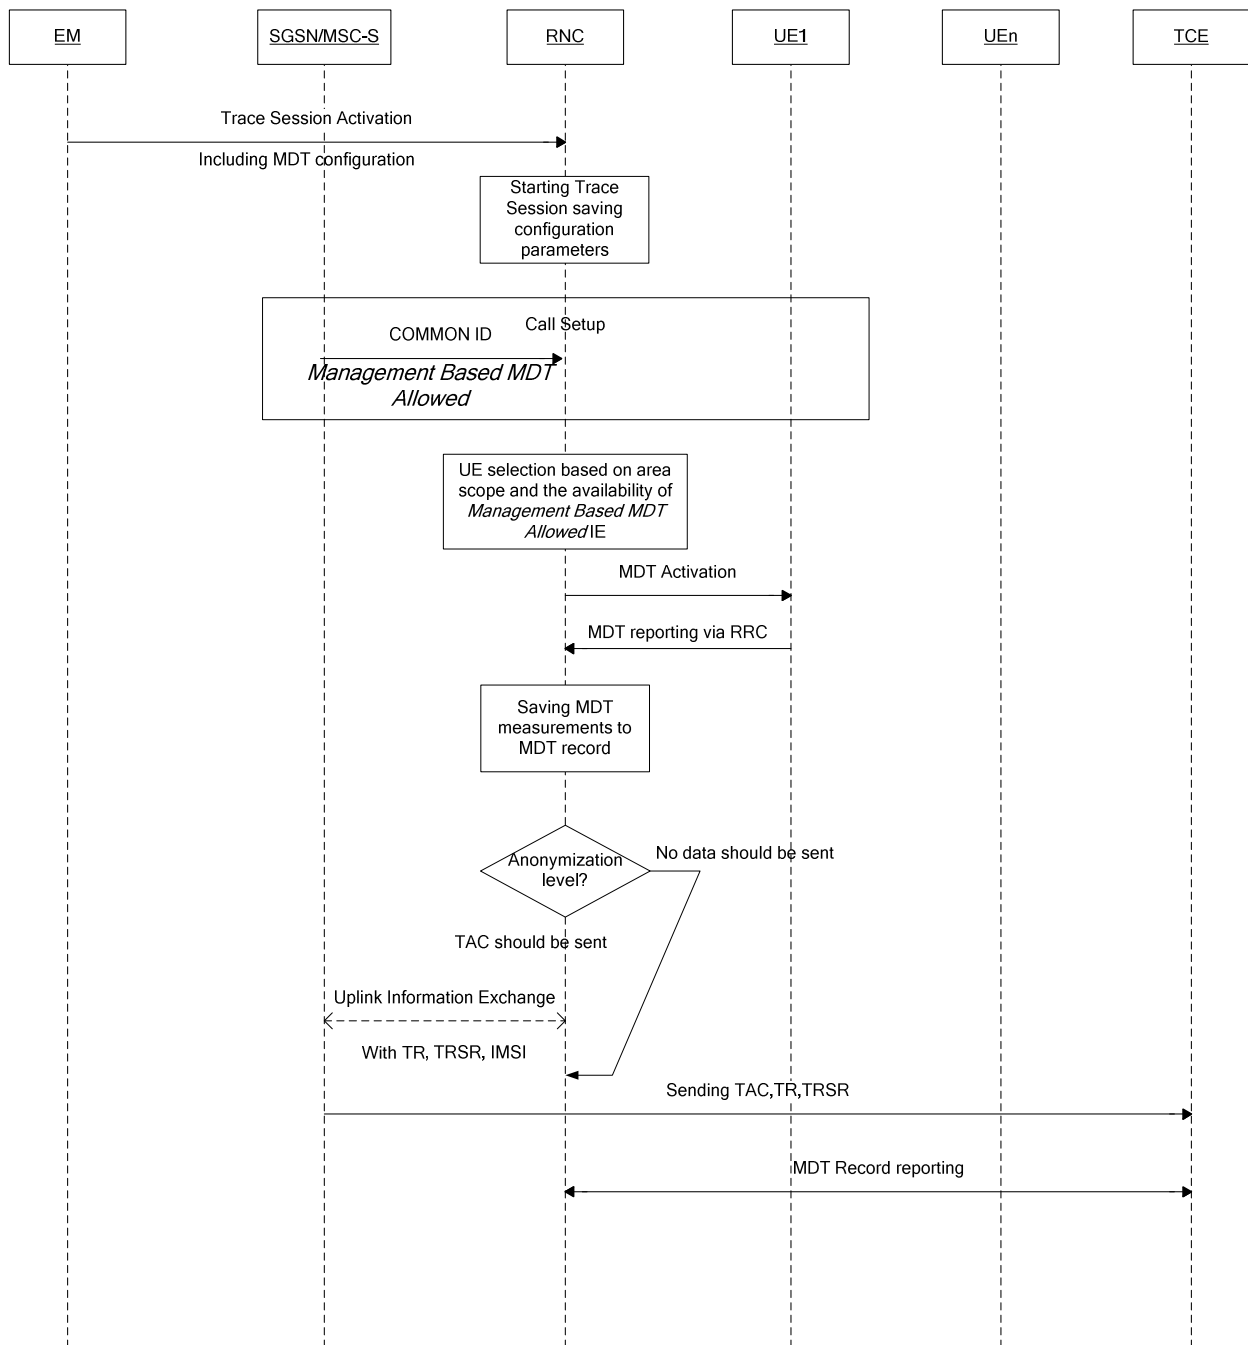 EM
SGSN/MSC-S
RNC
UE1
UEn
TCE
Trace Session Activation
Including MDT configuration
Starting Trace
Session saving
configuration
parameters
Call Setup
COMMON ID
Management Based MDT
Allowed
UE selection based on area
scope and the availability of
Management Based MDT
Allowed IE
MDT Activation
MDT reporting via RRC
Saving MDT
measurements to
MDT record
Anonymization
level?
No data should be sent
TAC should be sent
Uplink Information Exchange
With TR, TRSR, IMSI
Sending TAC,TR,TRSR
MDT Record reporting